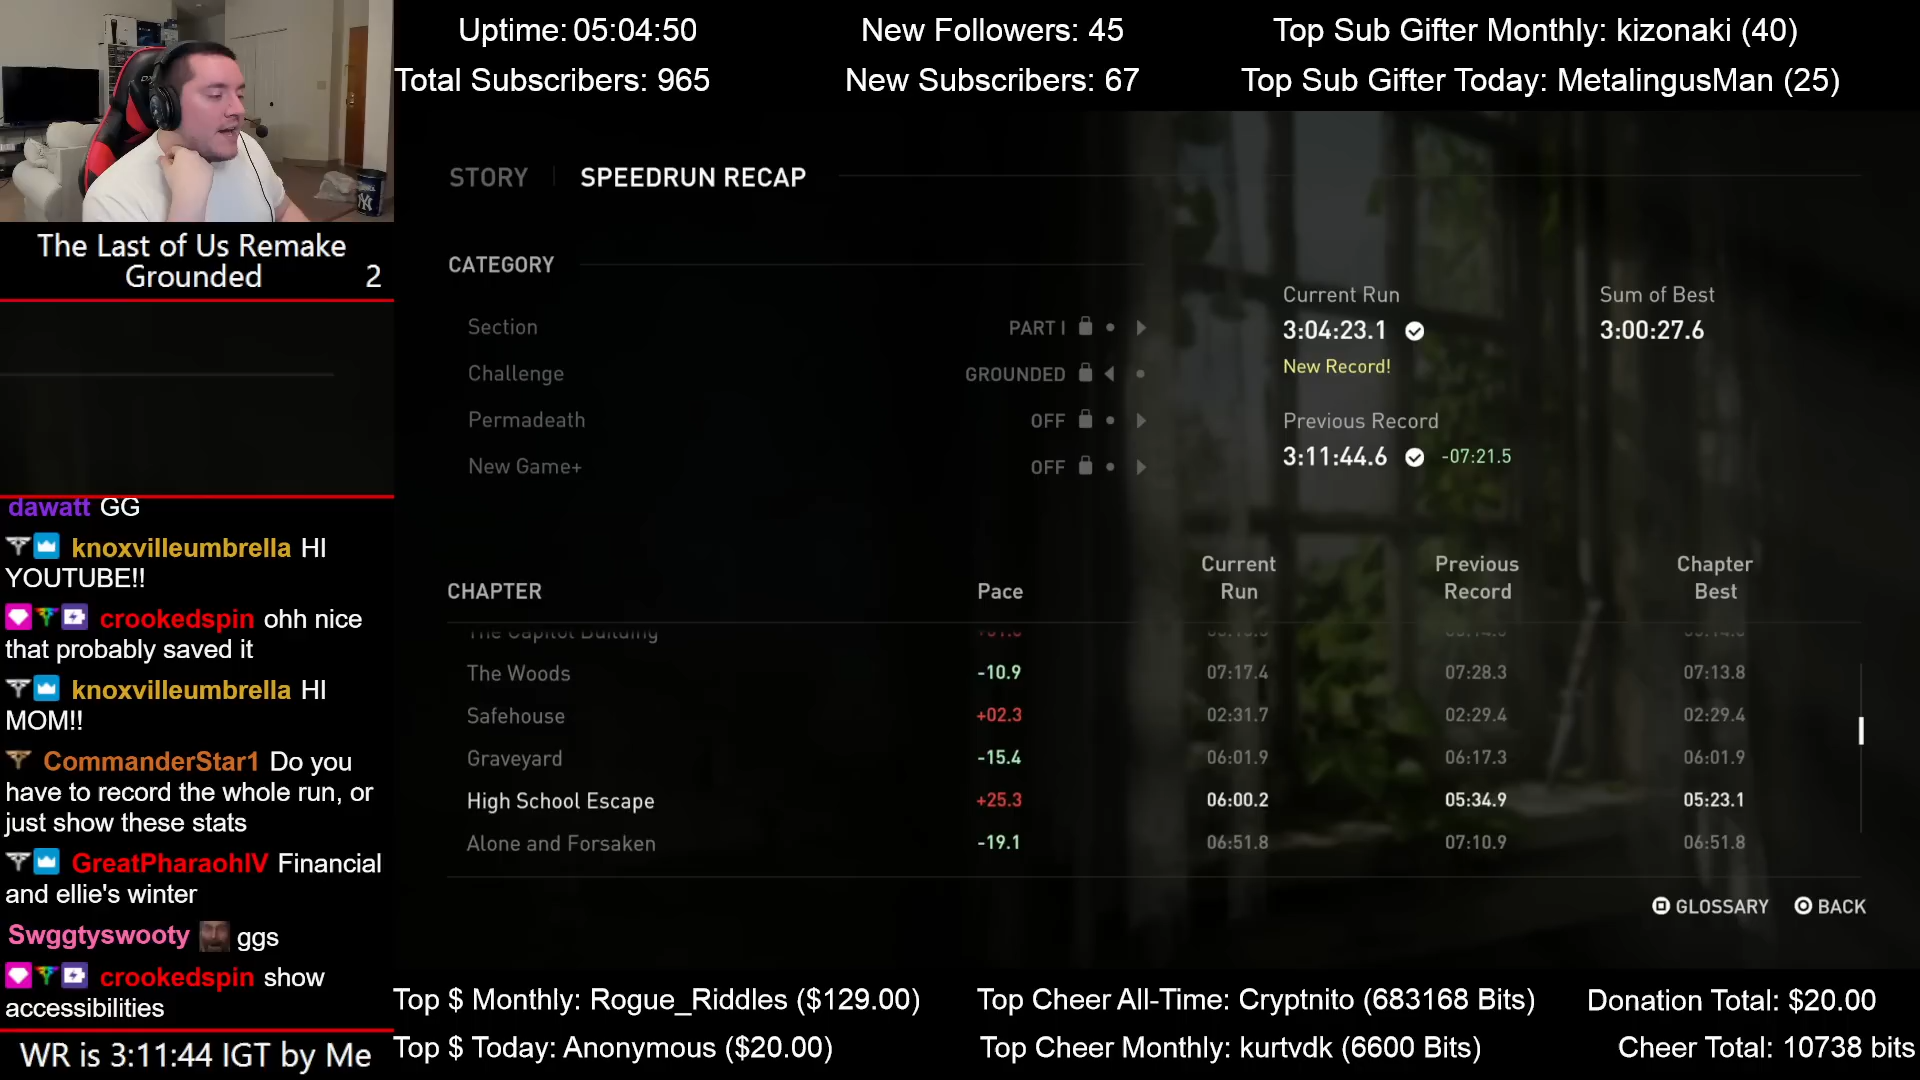 Uptime: 05:04:50
New Followers: 45
Top Sub Gifter Monthly: kizonaki (40)
Total Subscribers: 965
New Subscribers: 67
Top Sub Gifter Today: MetalingusMan (25)
The Last of Us Remake
Grounded 2
dawatt GG
knoxvilleumbrella HI
YOUTUBE!!
crookedspin ohh nice
that probably saved it
knoxvilleumbrella HI
MOM!!
CommanderStar1 Do you
have to record the whole run, or
just show these stats
GreatPharaohIV Financial
and ellie's winter
Swggtyswooty ggs
crookedspin show
accessibilities
WR is 3:11:44 IGT by Me
STORY SPEEDRUN RECAP
CATEGORY
Section PART I
Challenge GROUNDED
Permadeath OFF
New Game+ OFF
Current Run
3:04:23.1
New Record!
Sum of Best
3:00:27.6
Previous Record
3:11:44.6 -07:21.5
CHAPTER Pace Current Run Previous Record Chapter Best
The Capitol Building
The Woods -10.9 07:17.4 07:28.3 07:13.8
Safehouse +02.3 02:31.7 02:29.4 02:29.4
Graveyard -15.4 06:01.9 06:17.3 06:01.9
High School Escape +25.3 06:00.2 05:34.9 05:23.1
Alone and Forsaken -19.1 06:51.8 07:10.9 06:51.8
GLOSSARY BACK
Top $ Monthly: Rogue_Riddles ($129.00)
Top Cheer All-Time: Cryptnito (683168 Bits)
Donation Total: $20.00
Top $ Today: Anonymous ($20.00)
Top Cheer Monthly: kurtvdk (6600 Bits)
Cheer Total: 10738 bits